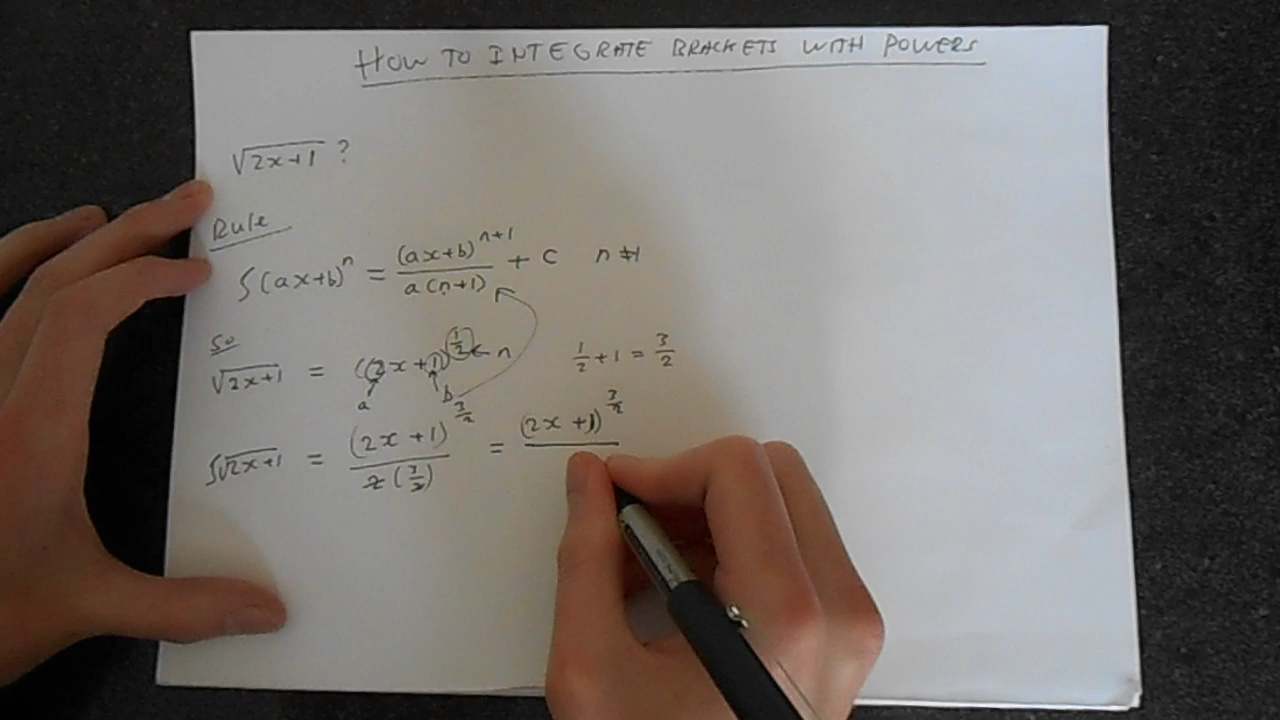 HOW TO INTEGRATE BRACKETS WITH POWERS
√(2x+1) ?
Rule
∫(ax+b)^n = (ax+b)^(n+1) / a(n+1) + c n ≠1
So
√(2x+1) = ((2x+1)^(1/2) ← n 1/2 + 1 = 3/2
a b
∫√(2x+1) = (2x+1)^(3/2) / 2(3/2) = (2x+1)^(3/2)